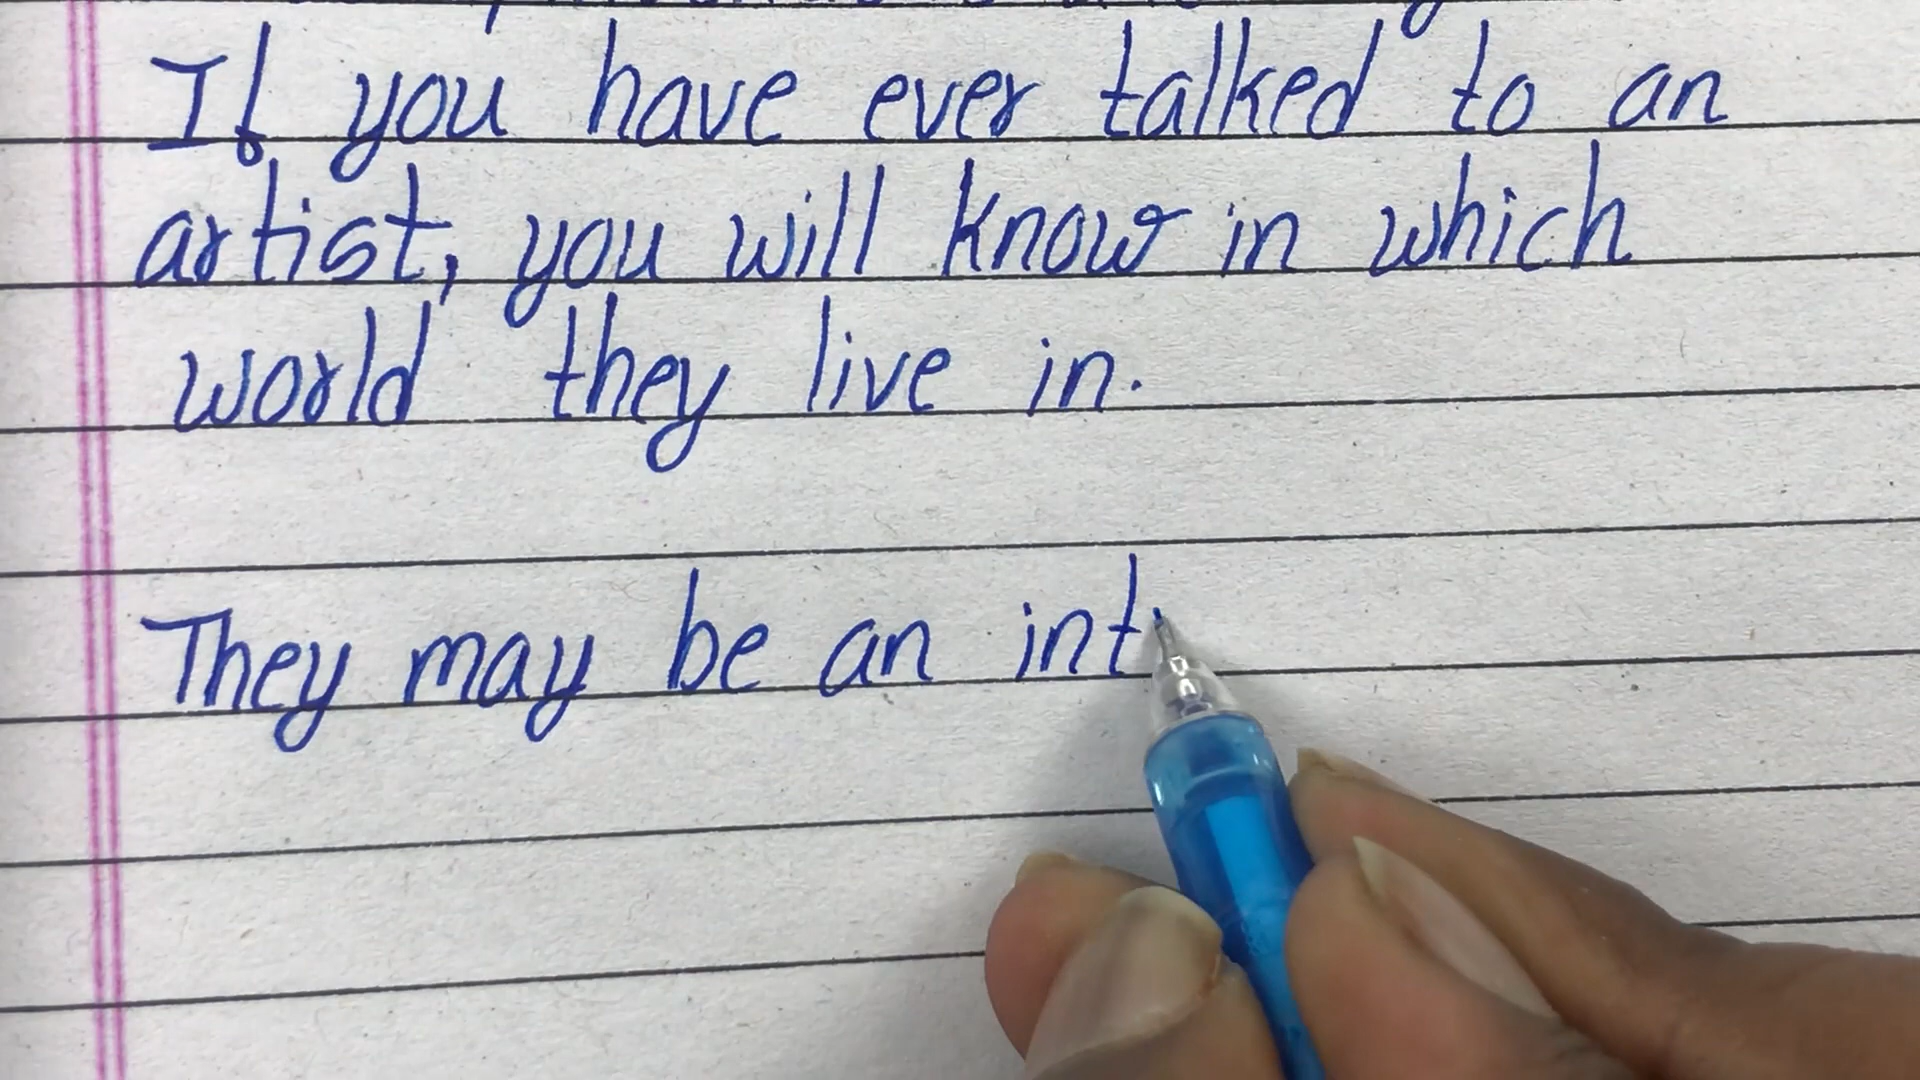 If you have ever talked to an
artist, you will know in which
world they live in.
They may be an int